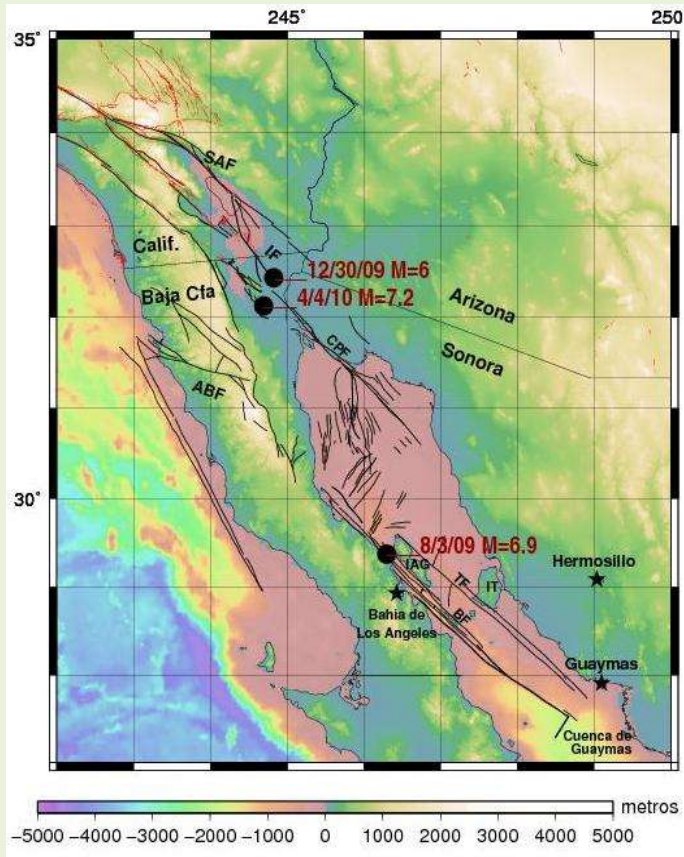 245°
250
35°
SAF
Calif.
IF
12/30/09 M=6
4/4/10 M=7.2
Baja Cfa
Arizona
CPF
Sonora
ABF
30°
8/3/09 M=6.9
IAG
Hermosillo
TF
IT
Bahia de
Los Angeles
BF
Guaymas
Cuenca de
Guaymas
metros
−5000 −4000 −3000 −2000 −1000 0 1000 2000 3000 4000 5000